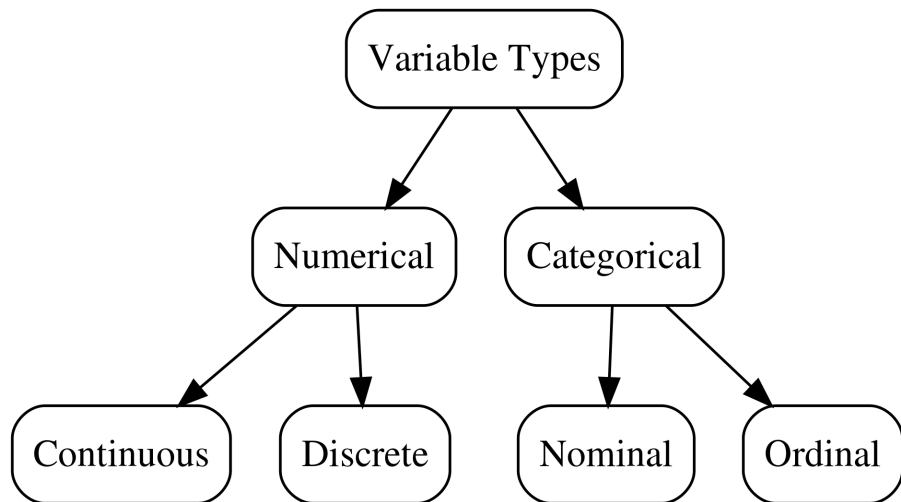 Variable Types
Numerical
Categorical
Continuous
Discrete
Nominal
Ordinal